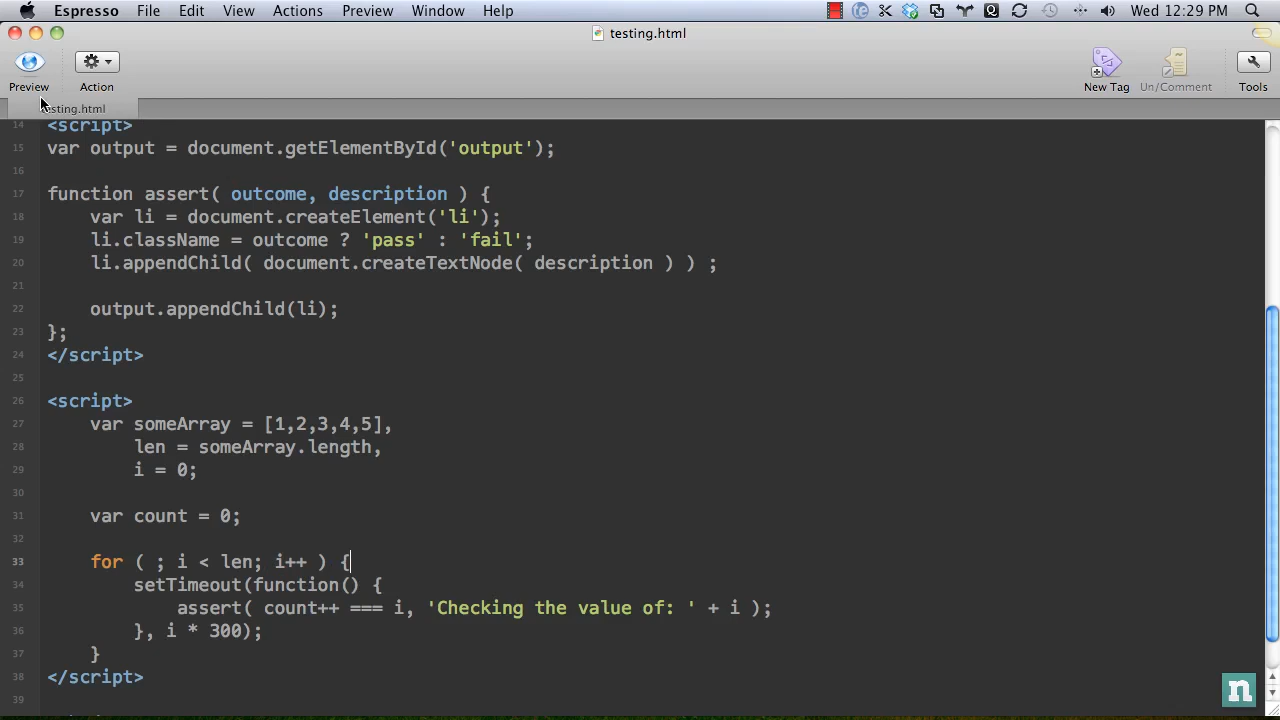 Espresso File Edit View Actions Preview Window Help Wed 12:29 PM
testing.html
Preview Action New Tag Un/Comment Tools
testing.html
14 <script>
15 var output = document.getElementById('output');
16
17 function assert( outcome, description ) {
18 var li = document.createElement('li');
19 li.className = outcome ? 'pass' : 'fail';
20 li.appendChild( document.createTextNode( description ) ) ;
21
22 output.appendChild(li);
23 };
24 </script>
25
26 <script>
27 var someArray = [1,2,3,4,5],
28 len = someArray.length,
29 i = 0;
30
31 var count = 0;
32
33 for ( ; i < len; i++ ) {
34 setTimeout(function() {
35 assert( count++ === i, 'Checking the value of: ' + i );
36 }, i * 300);
37 }
38 </script>
39
n